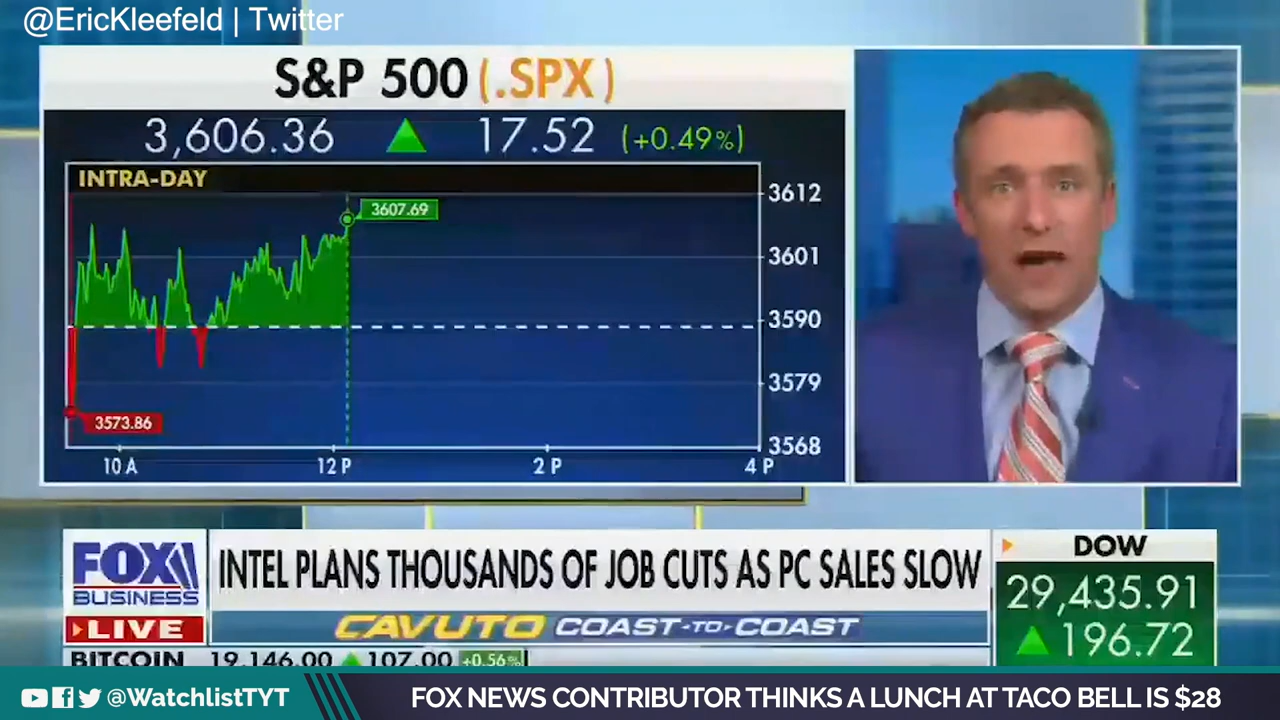 @EricKleefeld | Twitter
S&P 500 (.SPX)
3,606.36 ▲ 17.52 (+0.49%)
INTRA-DAY
3612
3607.69
3601
3590
3579
3573.86
3568
10 A 12 P 2 P 4 P
FOX
BUSINESS
LIVE
INTEL PLANS THOUSANDS OF JOB CUTS AS PC SALES SLOW
CAVUTO COAST-TO-COAST
DOW
29,435.91
▲ 196.72
BITCOIN 19,146.00 ▲ 107.00 +0.56%
@WatchlistTYT
FOX NEWS CONTRIBUTOR THINKS A LUNCH AT TACO BELL IS $28